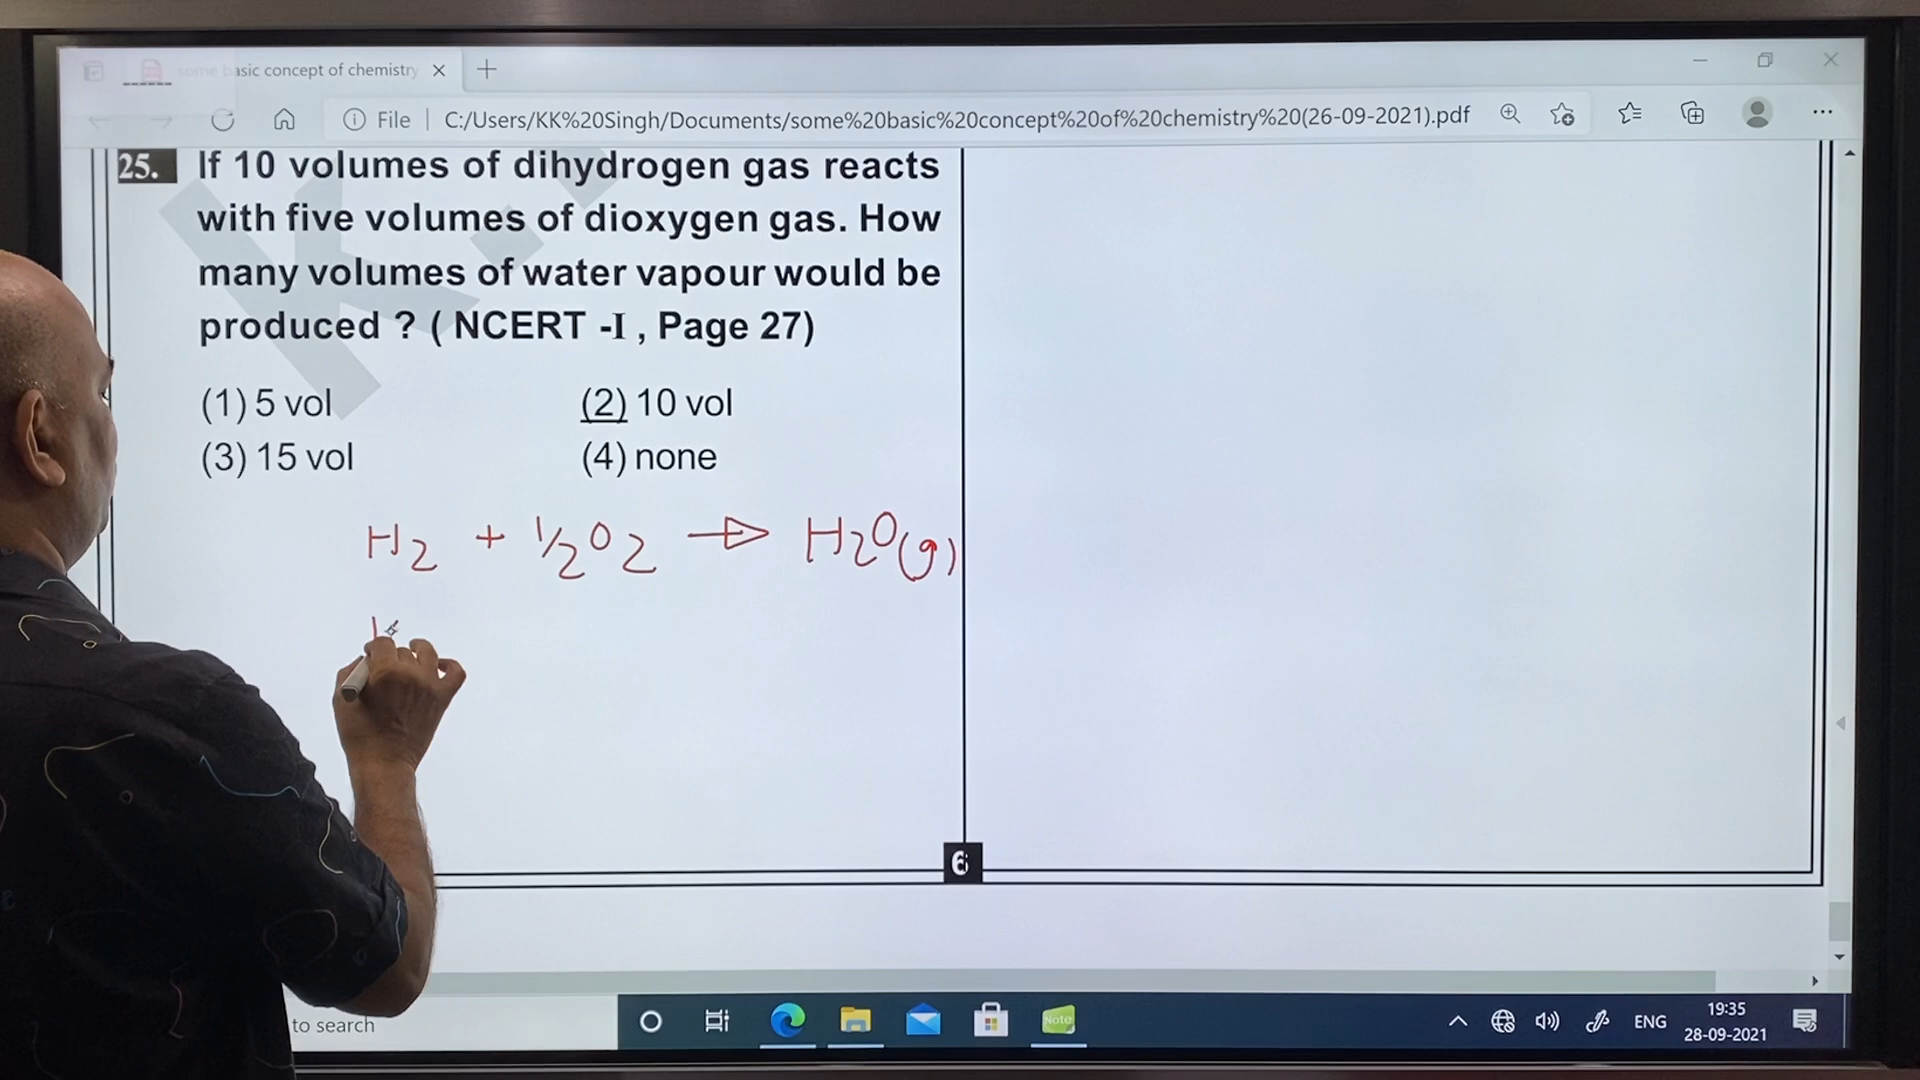 some basic concept of chemistry
File | C:/Users/KK%20Singh/Documents/some%20basic%20concept%20of%20chemistry%20(26-09-2021).pdf
25. If 10 volumes of dihydrogen gas reacts
with five volumes of dioxygen gas. How
many volumes of water vapour would be
produced ? ( NCERT -I , Page 27)
(1) 5 vol (2) 10 vol
(3) 15 vol (4) none
H2 + 1/2O2 → H2O(g)
6
to search
Note
ENG
19:35
28-09-2021